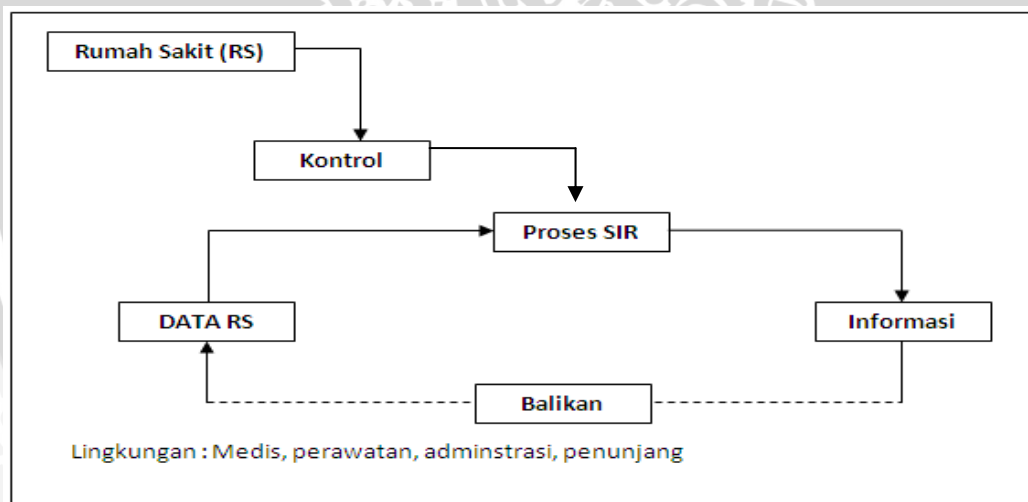 Rumah Sakit (RS)
Kontrol
Proses SIR
DATA RS
Informasi
Balikan
Lingkungan : Medis, perawatan, adminstrasi, penunjang